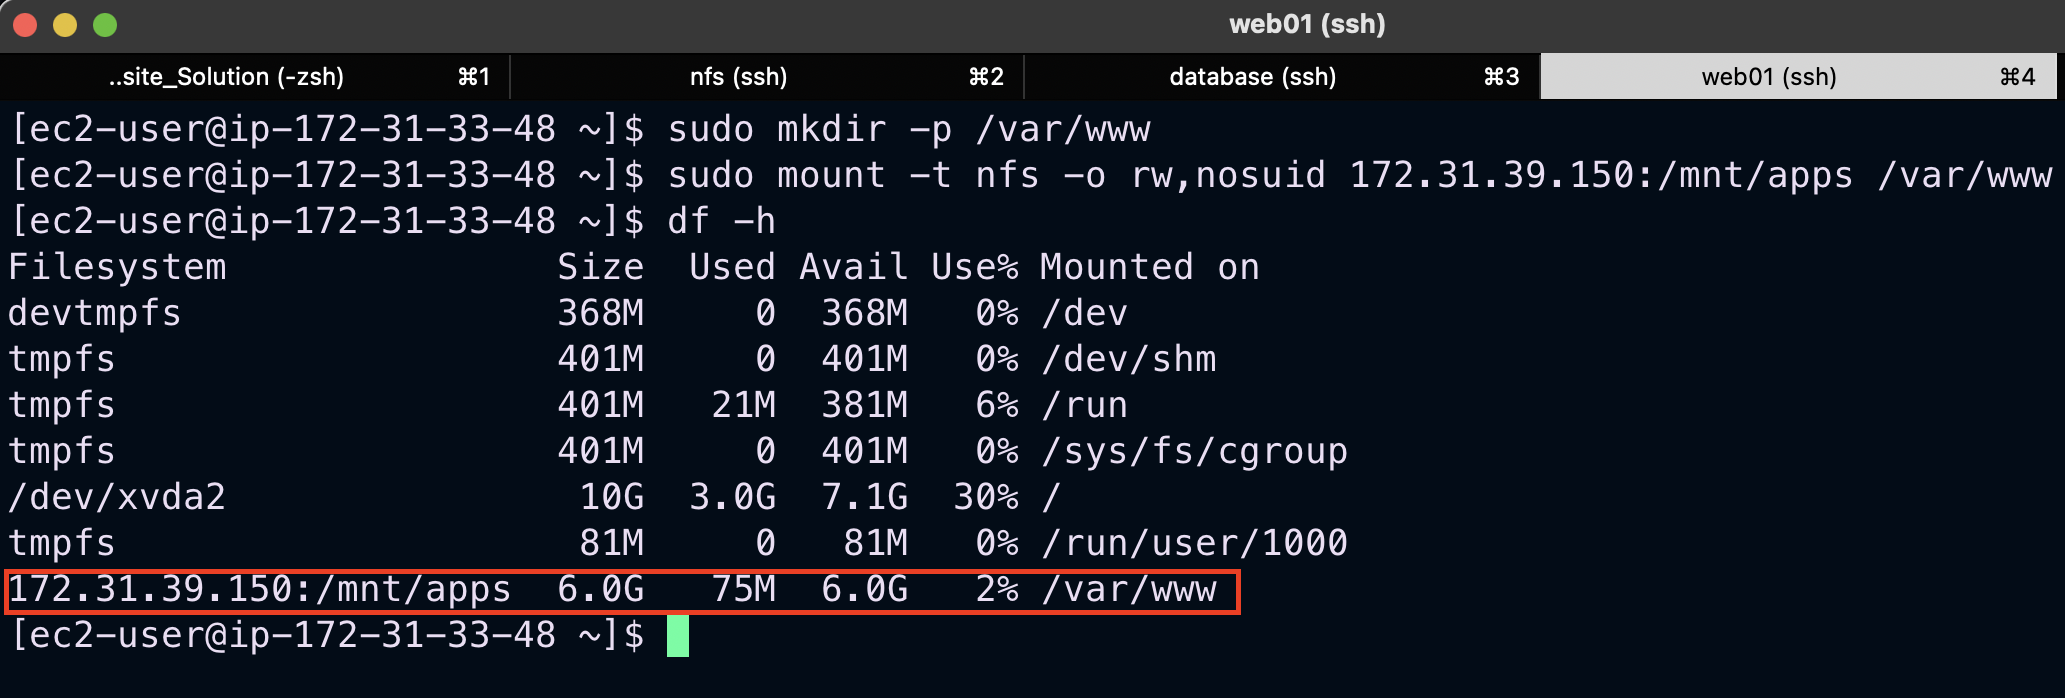 web01 (ssh)
..site_Solution (-zsh) ⌘1 nfs (ssh) ⌘2 database (ssh) ⌘3 web01 (ssh) ⌘4
[ec2-user@ip-172-31-33-48 ~]$ sudo mkdir -p /var/www
[ec2-user@ip-172-31-33-48 ~]$ sudo mount -t nfs -o rw,nosuid 172.31.39.150:/mnt/apps /var/www
[ec2-user@ip-172-31-33-48 ~]$ df -h
Filesystem Size Used Avail Use% Mounted on
devtmpfs 368M 0 368M 0% /dev
tmpfs 401M 0 401M 0% /dev/shm
tmpfs 401M 21M 381M 6% /run
tmpfs 401M 0 401M 0% /sys/fs/cgroup
/dev/xvda2 10G 3.0G 7.1G 30% /
tmpfs 81M 0 81M 0% /run/user/1000
172.31.39.150:/mnt/apps 6.0G 75M 6.0G 2% /var/www
[ec2-user@ip-172-31-33-48 ~]$